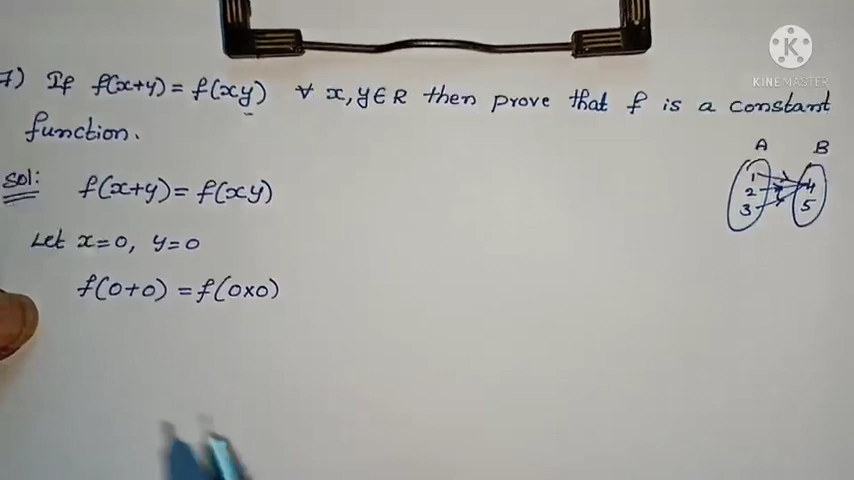 7) If f(x+y) = f(xy) ∀ x, y ∈ R then prove that f is a constant
function.
Sol: f(x+y) = f(xy)
Let x=0, y=0
f(0+0) = f(0×0)
A B
1 4
2 5
3
K
KINEMASTER